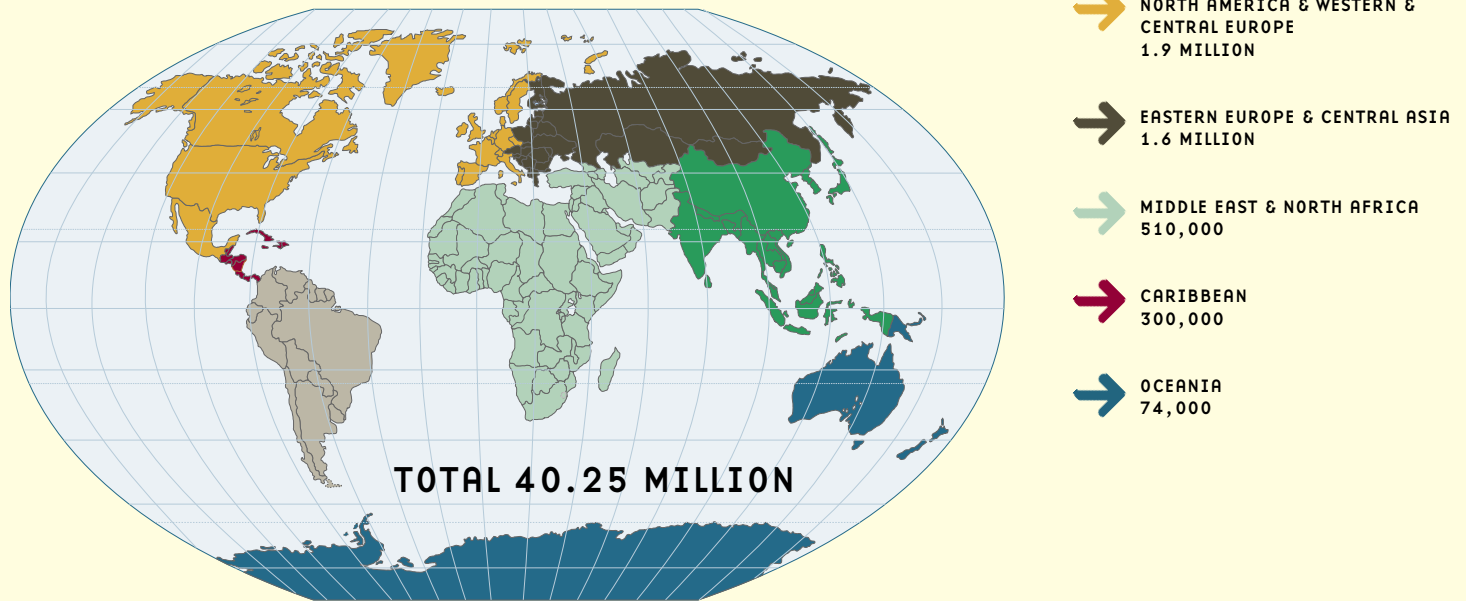 NORTH AMERICA & WESTERN &
CENTRAL EUROPE
1.9 MILLION
EASTERN EUROPE & CENTRAL ASIA
1.6 MILLION
MIDDLE EAST & NORTH AFRICA
510,000
CARIBBEAN
300,000
OCEANIA
74,000
TOTAL 40.25 MILLION